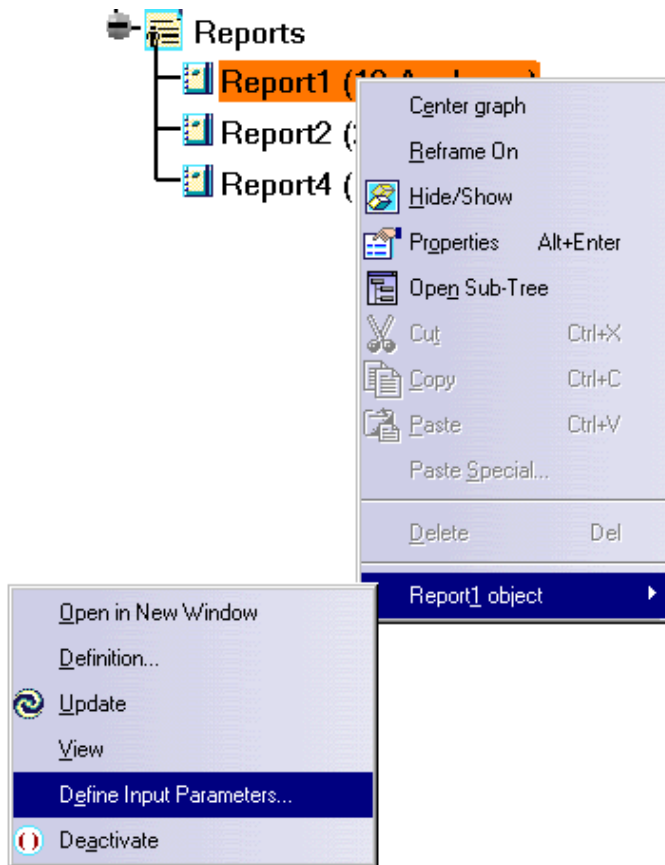 Reports
Report1 (
Report2 (
Report4 (
Center graph
Reframe On
Hide/Show
Properties Alt+Enter
Open Sub-Tree
Cut Ctrl+X
Copy Ctrl+C
Paste Ctrl+V
Paste Special...
Delete Del
Report1 object
Open in New Window
Definition...
Update
View
Define Input Parameters...
Deactivate